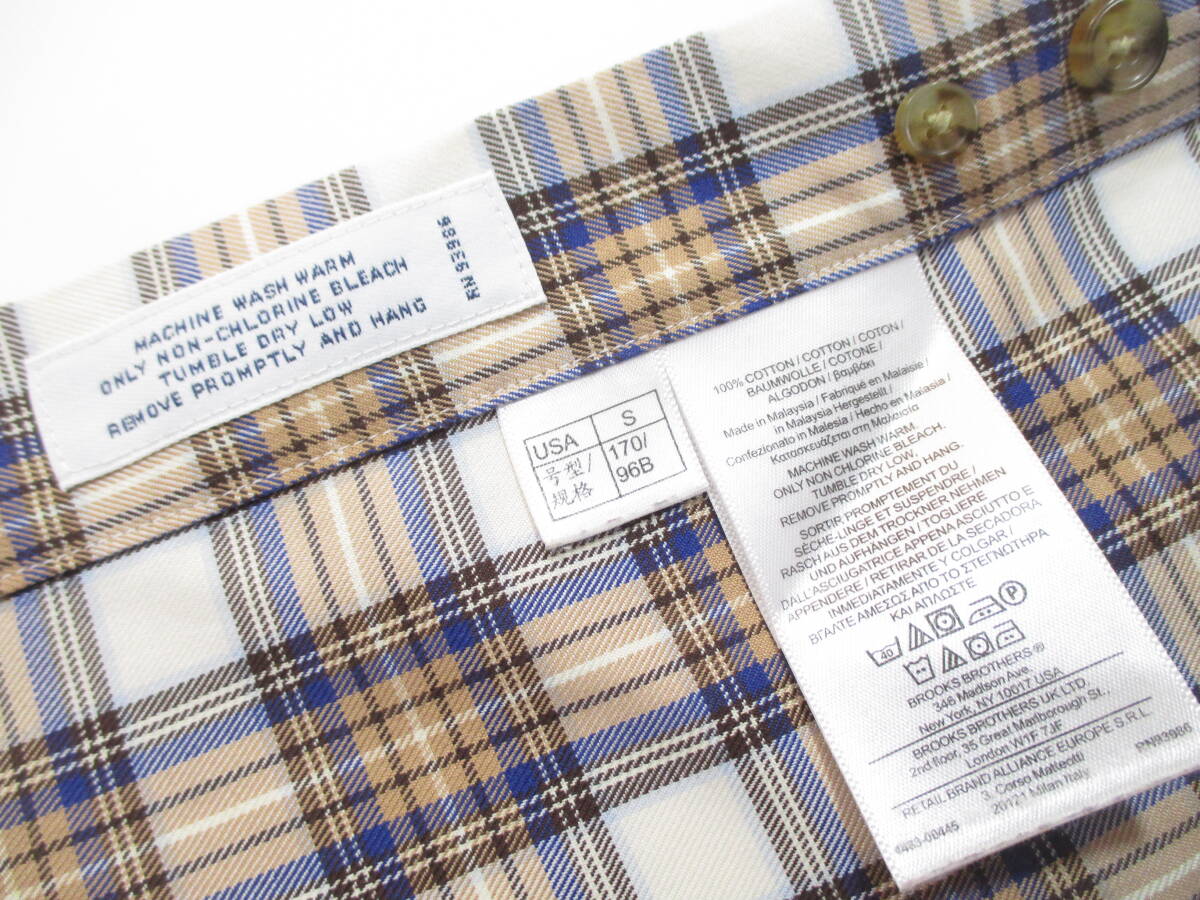 MACHINE WASH WARM
ONLY NON-CHLORINE BLEACH
TUMBLE DRY LOW
REMOVE PROMPTLY AND HANG
RN 93986
USA S
号型/ 170/
规格 96B
100% COTTON / COTTON / COTON /
BAUMWOLLE / COTONE /
ALGODON / βαμβάκι
Made in Malaysia / Fabriqué en Malaisie /
in Malaysia Hergestellt /
Confezionato in Malesia / Hecho en Malasia /
Κατασκευάζεται στη Μαλαισία
MACHINE WASH WARM.
ONLY NON CHLORINE BLEACH.
TUMBLE DRY LOW.
REMOVE PROMPTLY AND HANG.
SORTIR PROMPTEMENT DU
SÈCHE-LINGE ET SUSPENDRE /
RASCH AUS DEM TROCKNER NEHMEN
UND AUFHÄNGEN / TOGLIERE
DALL'ASCIUGATRICE APPENA ASCIUTTO E
APPENDERE / RETIRAR DE LA SECADORA
INMEDIATAMENTE Y COLGAR /
ΒΓΑΛΤΕ ΑΜΕΣΩΣ ΑΠΟ ΤΟ ΣΤΕΓΝΩΤΗΡΑ
ΚΑΙ ΑΠΛΩΣΤΕ
40 P
BROOKS BROTHERS®
346 Madison Ave.
New York, NY 10017 USA
BROOKS BROTHERS UK LTD.
2nd floor, 35 Great Marlborough St.,
London W1F 7JF
RETAIL BRAND ALLIANCE EUROPE S.R.L.
3, Corso Matteotti
20121 Milan Italy
4483-08445
RN93986